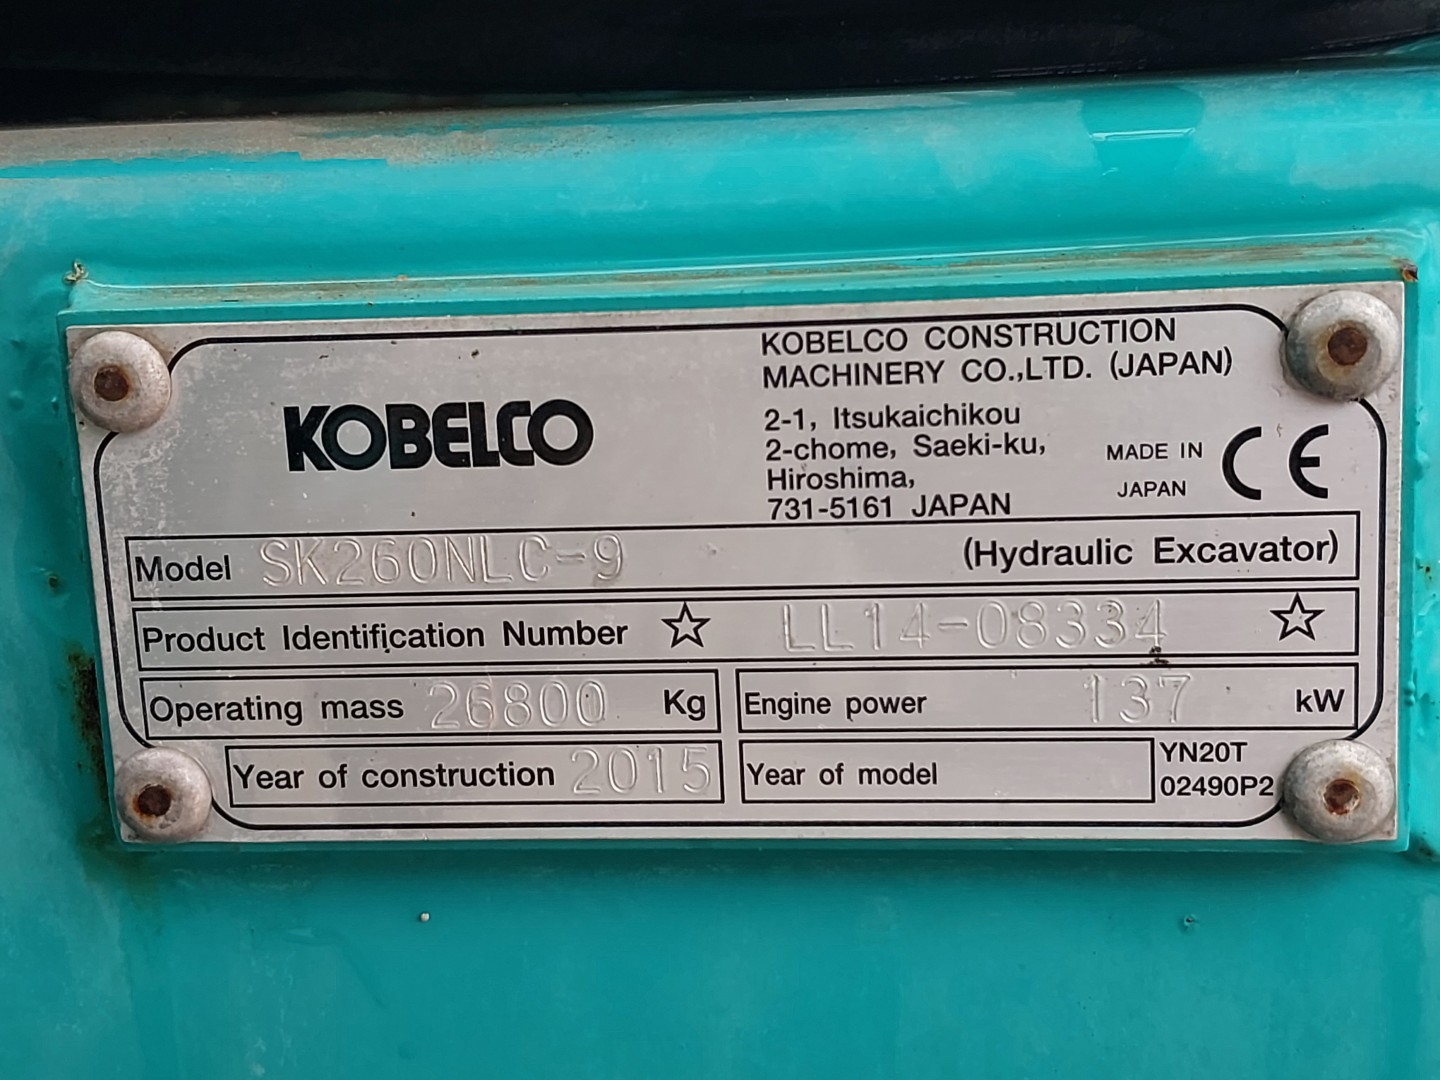 KOBELCO
KOBELCO CONSTRUCTION
MACHINERY CO.,LTD. (JAPAN)
2-1, Itsukaichikou
2-chome, Saeki-ku,
Hiroshima,
731-5161 JAPAN
MADE IN
JAPAN
CE
Model SK260NLC-9 (Hydraulic Excavator)
Product Identification Number ☆ LL14-08334 ☆
Operating mass 26800 Kg
Engine power 137 kW
Year of construction 2015
Year of model
YN20T
02490P2